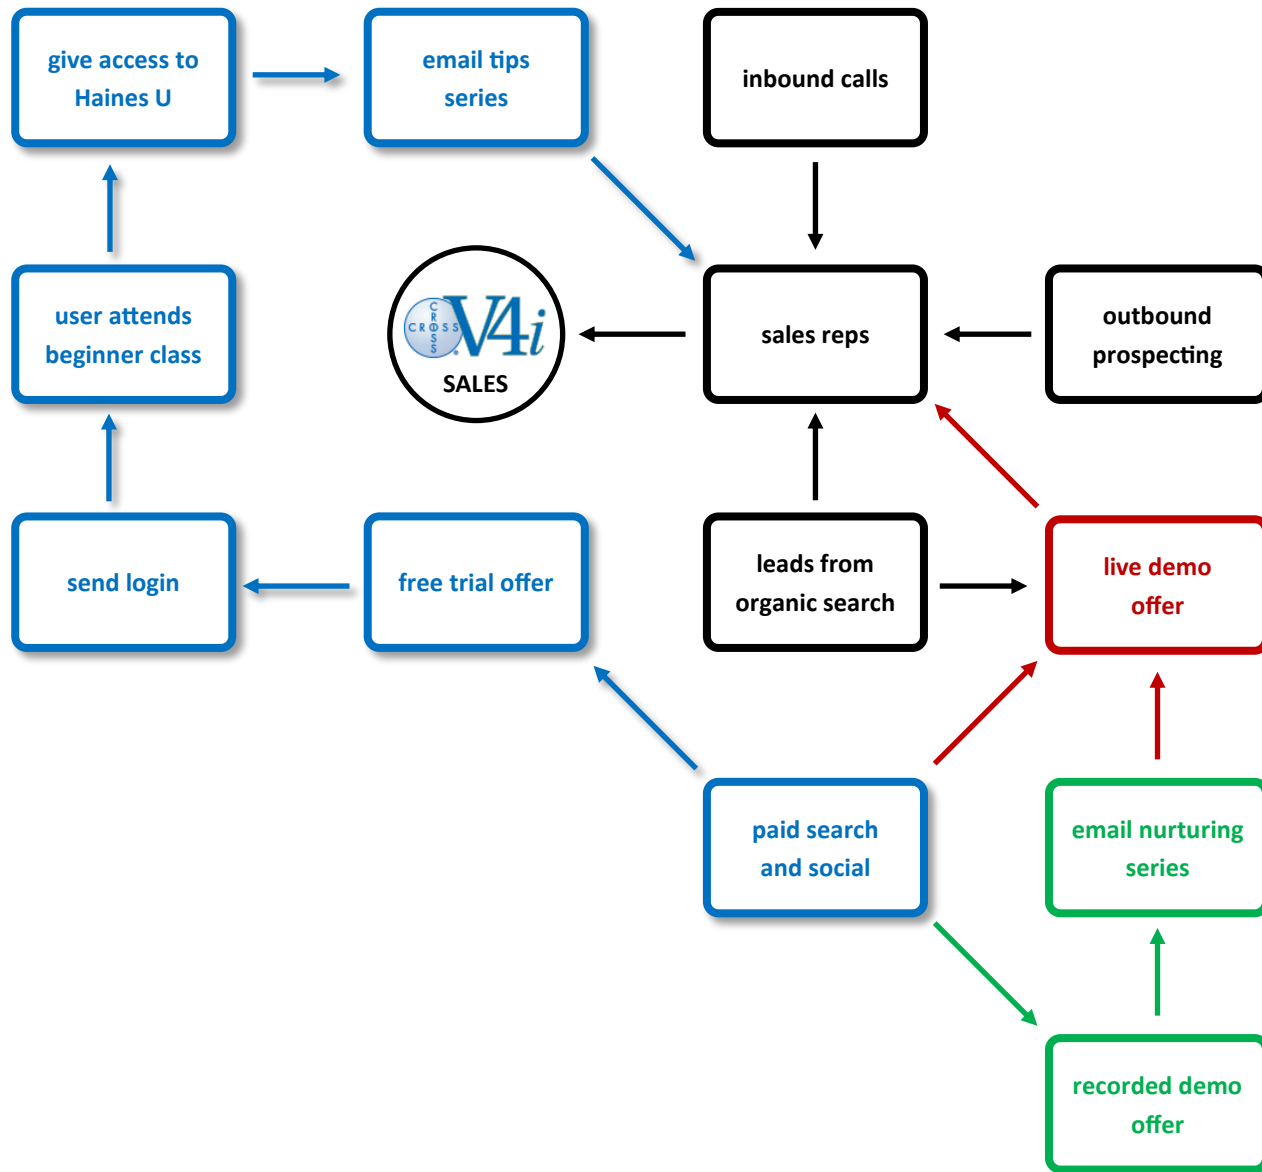 give access to
Haines U
email tips
series
inbound calls
user attends
beginner class
CROSS
CROSS
V4i
SALES
sales reps
outbound
prospecting
send login
free trial offer
leads from
organic search
live demo
offer
paid search
and social
email nurturing
series
recorded demo
offer